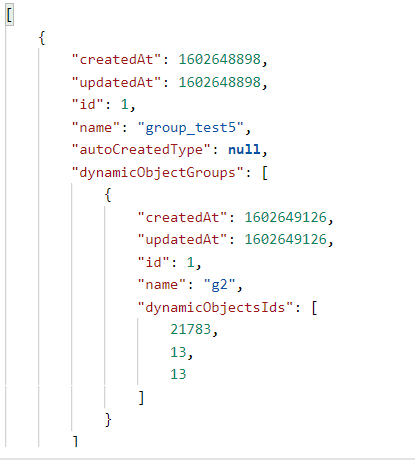 [
{
"createdAt": 1602648898,
"updatedAt": 1602648898,
"id": 1,
"name": "group_test5",
"autoCreatedType": null,
"dynamicObjectGroups": [
{
"createdAt": 1602649126,
"updatedAt": 1602649126,
"id": 1,
"name": "g2",
"dynamicObjectsIds": [
21783,
13,
13
]
}
]